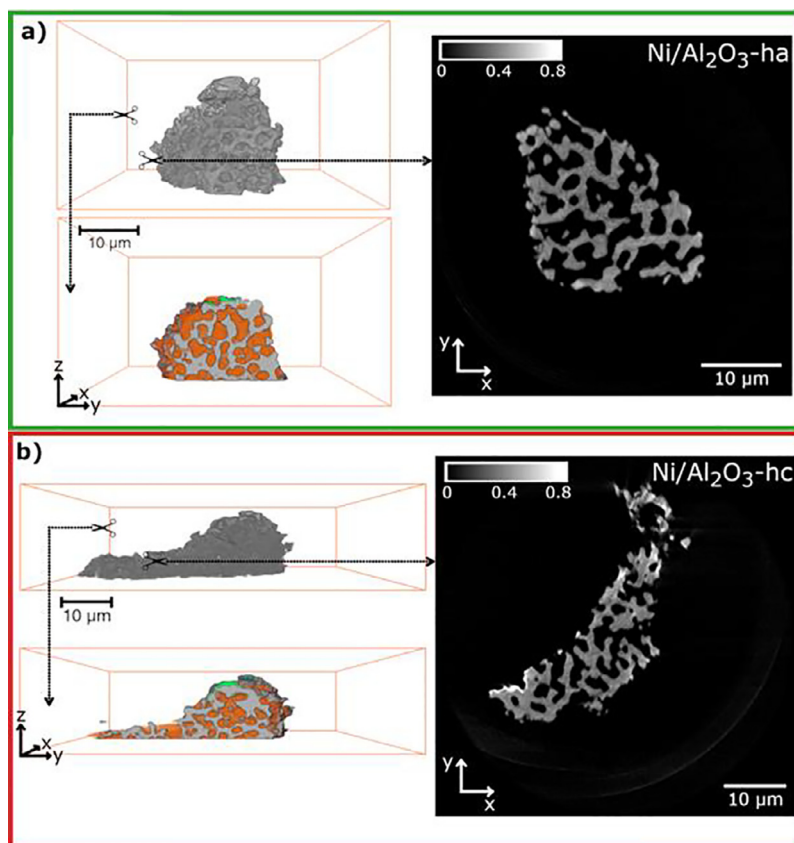 a)
0 0.4 0.8
Ni/Al₂O₃-ha
10 µm
z
x
y
y
x
10 µm
b)
0 0.4 0.8
Ni/Al₂O₃-hc
10 µm
z
x
y
y
x
10 µm